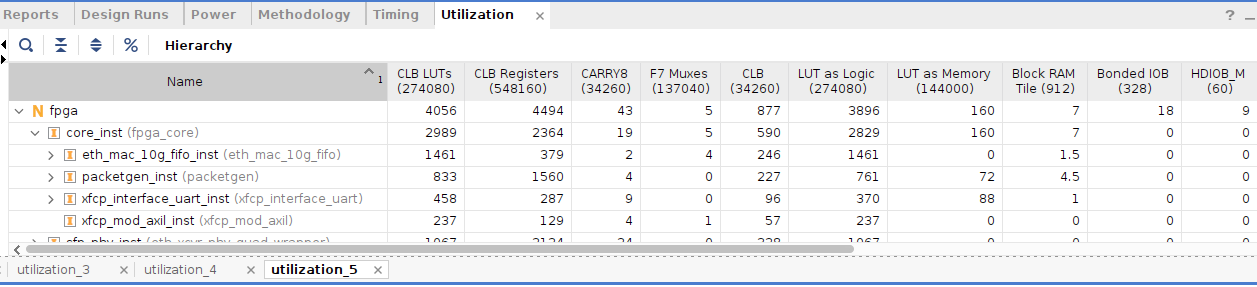 Reports Design Runs Power Methodology Timing Utilization × ? _
% Hierarchy
Name 1 CLB LUTs (274080) CLB Registers (548160) CARRY8 (34260) F7 Muxes (137040) CLB (34260) LUT as Logic (274080) LUT as Memory (144000) Block RAM Tile (912) Bonded IOB (328) HDIOB_M (60)
N fpga 4056 4494 43 5 877 3896 160 7 18 9
core_inst (fpga_core) 2989 2364 19 5 590 2829 160 7 0 0
eth_mac_10g_fifo_inst (eth_mac_10g_fifo) 1461 379 2 4 246 1461 0 1.5 0 0
packetgen_inst (packetgen) 833 1560 4 0 227 761 72 4.5 0 0
xfcp_interface_uart_inst (xfcp_interface_uart) 458 287 9 0 96 370 88 1 0 0
xfcp_mod_axil_inst (xfcp_mod_axil) 237 129 4 1 57 237 0 0 0 0
sfp_phy_inst (eth_xcvr_phy_quad_wrapper) 1067 2124 24 0 328 1067 0 0 0 0
utilization_3 × utilization_4 × utilization_5 ×